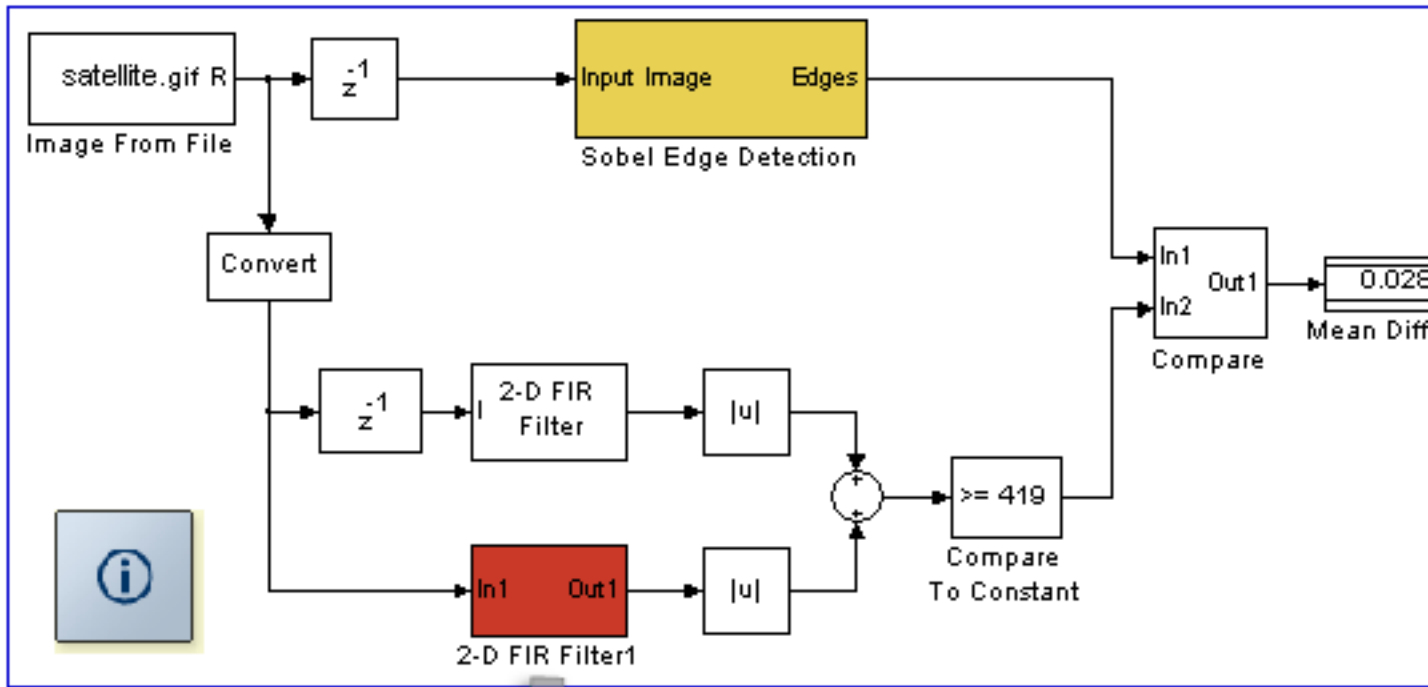 satellite.gif R
Image From File
z-1
Input Image Edges
Sobel Edge Detection
Convert
In1
In2
Out1
Compare
0.028
Mean Diff
z-1
I
2-D FIR
Filter
|u|
+
+
>= 419
Compare
To Constant
i
In1 Out1
2-D FIR Filter1
|u|